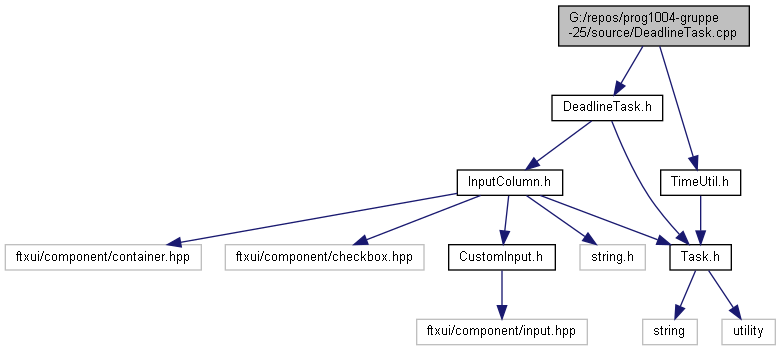 G:/repos/prog1004-gruppe
-25/source/DeadlineTask.cpp
DeadlineTask.h
InputColumn.h
TimeUtil.h
ftxui/component/container.hpp
ftxui/component/checkbox.hpp
CustomInput.h
string.h
Task.h
ftxui/component/input.hpp
string
utility